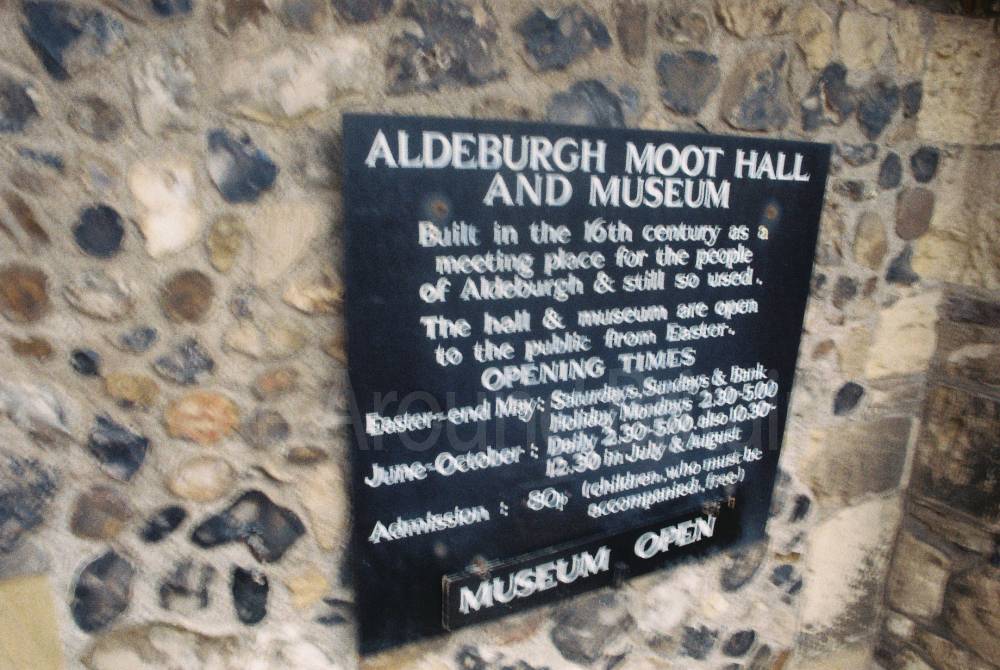 ALDEBURGH MOOT HALL
AND MUSEUM
Built in the 16th century as a
meeting place for the people
of Aldeburgh & still so used.
The hall & museum are open
to the public from Easter.
OPENING TIMES
Easter-end May: Saturdays, Sundays & Bank
Holiday Mondays 2.30-5.00
June-October: Daily 2.30-5.00, also 10.30-
12.30 in July & August
Admission: 80p (children, who must be
accompanied, free!)
MUSEUM OPEN